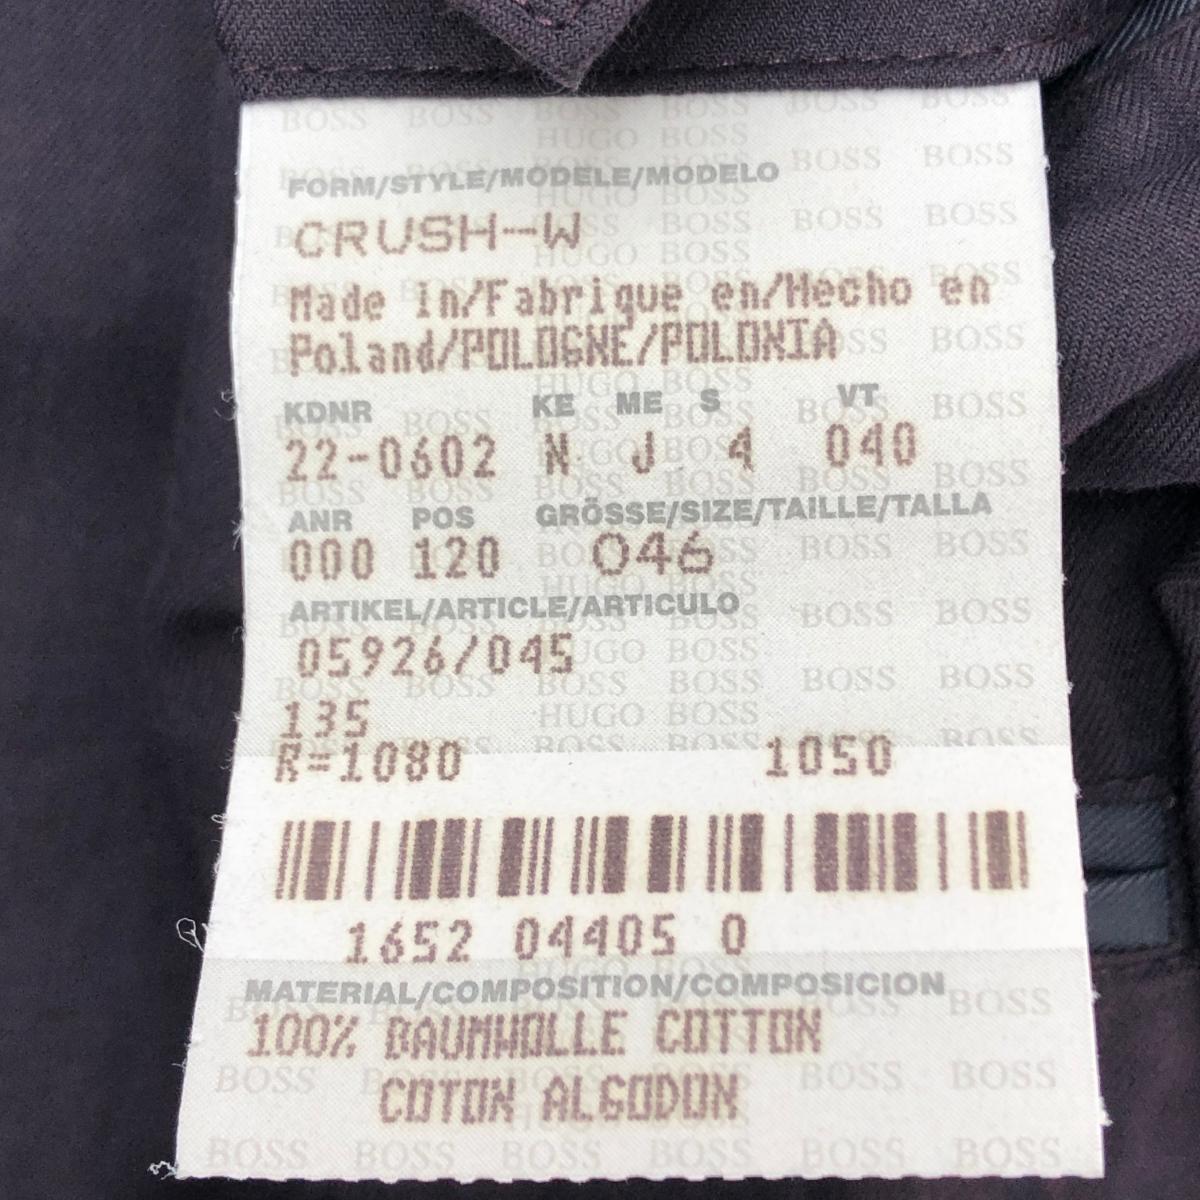 FORM/STYLE/MODELE/MODELO
CRUSH-W
Made In/Fabrique en/Hecho en
Poland/POLOGNE/POLONIA
KDNR KE ME S VT
22-0602 N J 4 040
ANR POS GRÖSSE/SIZE/TAILLE/TALLA
000 120 046
ARTIKEL/ARTICLE/ARTICULO
05926/045
135
R=1080 1050
1652 04405 0
MATERIAL/COMPOSITION/COMPOSICION
100% BAUMWOLLE COTTON
COTON ALGODON